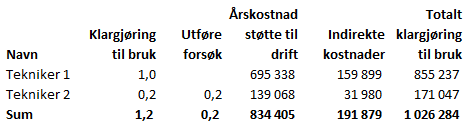 Årskostnad Totalt
Klargjøring Utføre støtte til Indirekte klargjøring
Navn til bruk forsøk drift kostnader til bruk
Tekniker 1 1,0 695 338 159 899 855 237
Tekniker 2 0,2 0,2 139 068 31 980 171 047
Sum 1,2 0,2 834 405 191 879 1 026 284